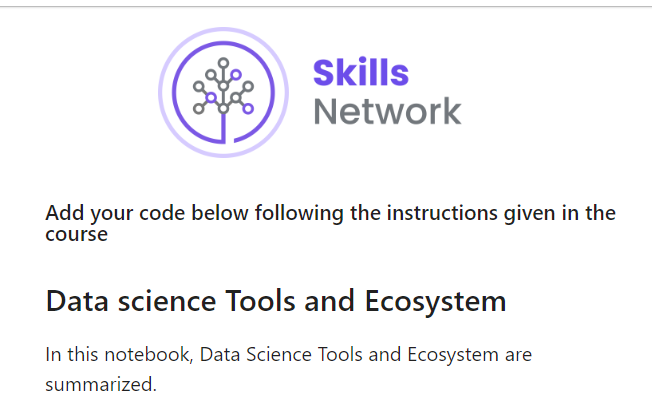 Skills
Network
Add your code below following the instructions given in the
course
Data science Tools and Ecosystem
In this notebook, Data Science Tools and Ecosystem are
summarized.